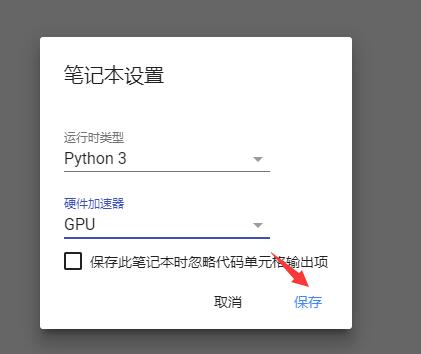 笔记本设置
运行时类型
Python 3
硬件加速器
GPU
保存此笔记本时忽略代码单元格输出项
取消
保存